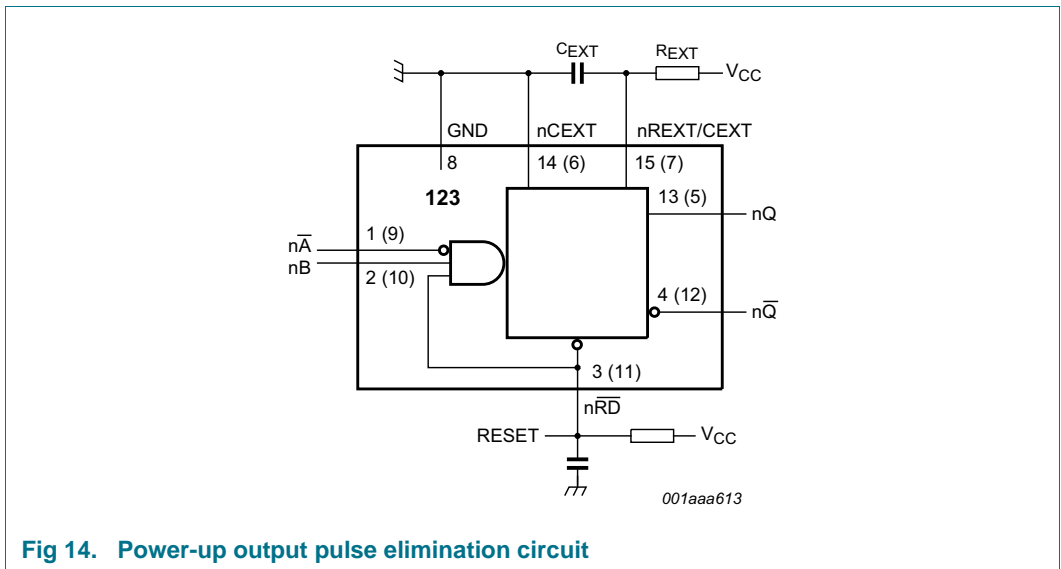 CEXT REXT
VCC
GND nCEXT nREXT/CEXT
8 14 (6) 15 (7)
123 13 (5)
nQ
1 (9)
nA̅
nB
2 (10)
4 (12)
nQ̅
3 (11)
nR̅D̅
RESET VCC
001aaa613
Fig 14. Power-up output pulse elimination circuit